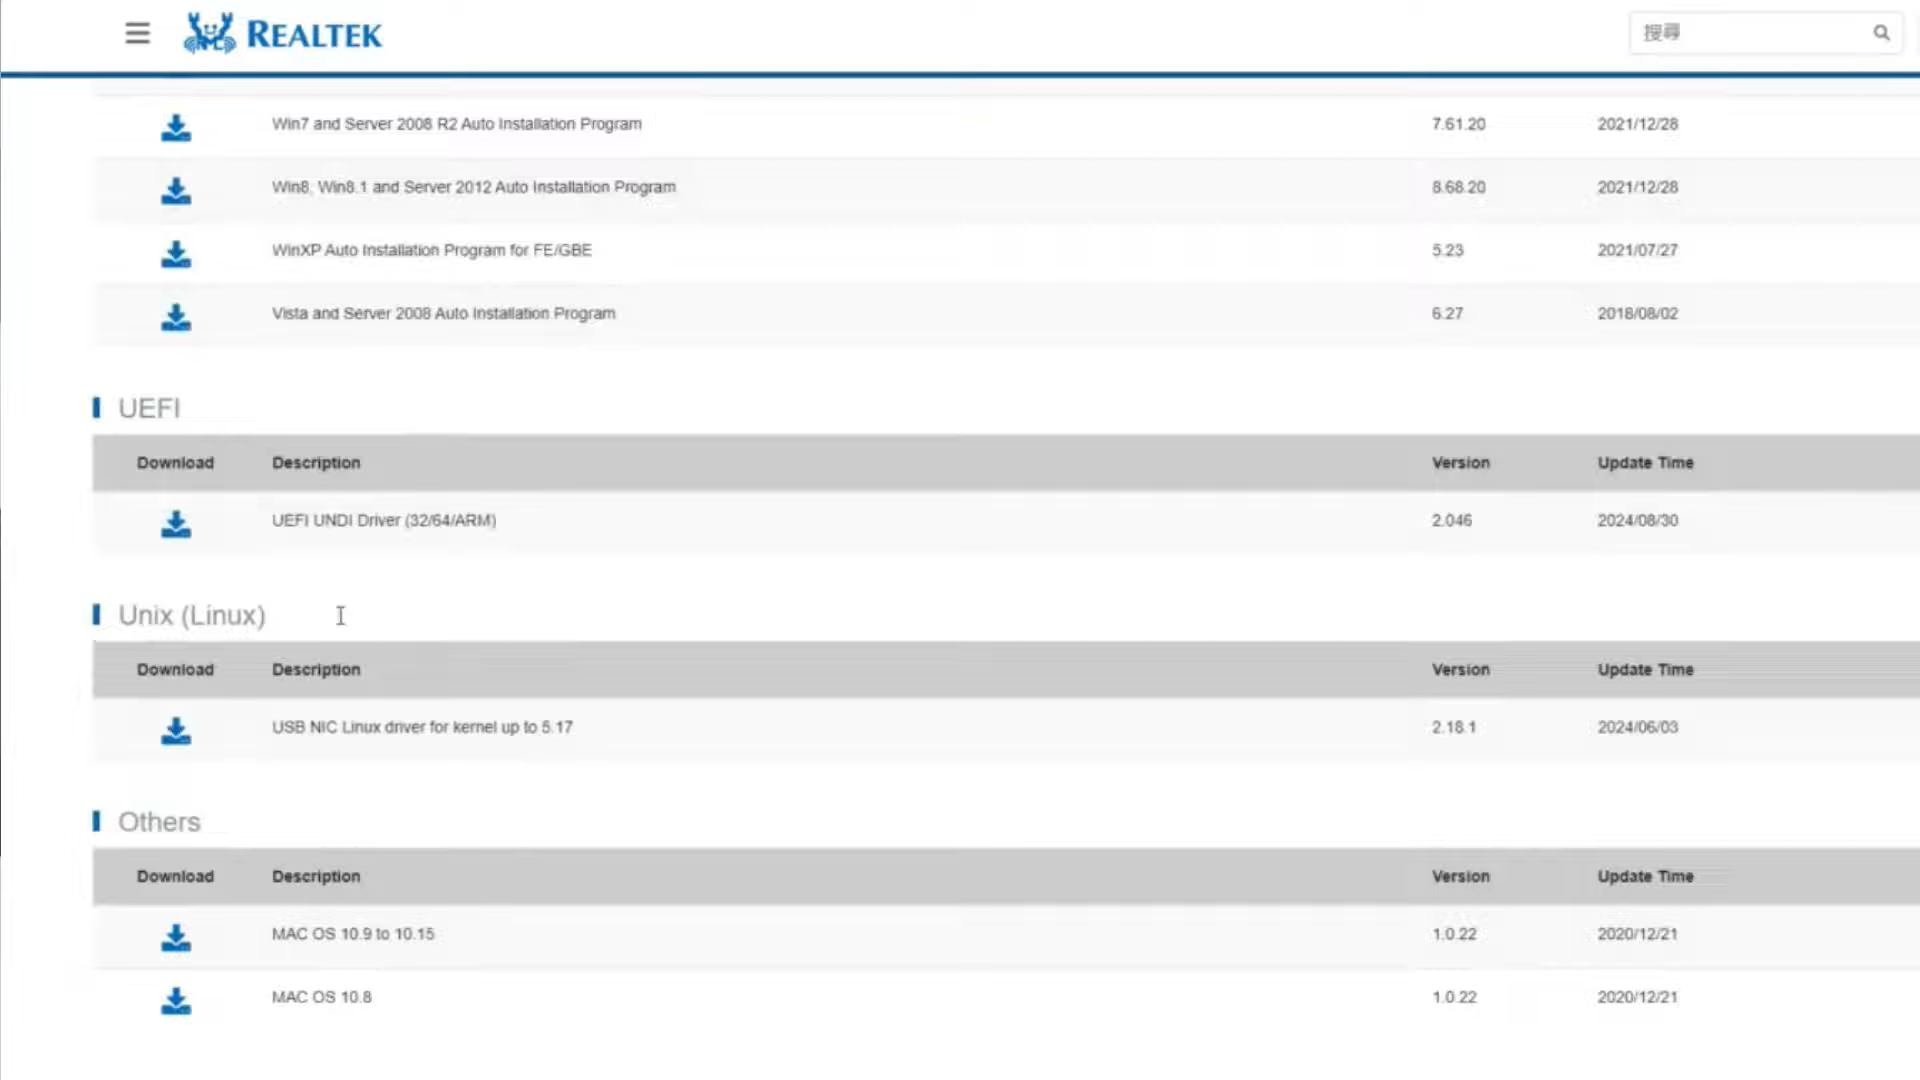 REALTEK
搜尋
Win7 and Server 2008 R2 Auto Installation Program 7.61.20 2021/12/28
Win8, Win8.1 and Server 2012 Auto Installation Program 8.68.20 2021/12/28
WinXP Auto Installation Program for FE/GBE 5.23 2021/07/27
Vista and Server 2008 Auto Installation Program 6.27 2018/08/02
UEFI
Download Description Version Update Time
UEFI UNDI Driver (32/64/ARM) 2.046 2024/08/30
Unix (Linux)
Download Description Version Update Time
USB NIC Linux driver for kernel up to 5.17 2.18.1 2024/06/03
Others
Download Description Version Update Time
MAC OS 10.9 to 10.15 1.0.22 2020/12/21
MAC OS 10.8 1.0.22 2020/12/21